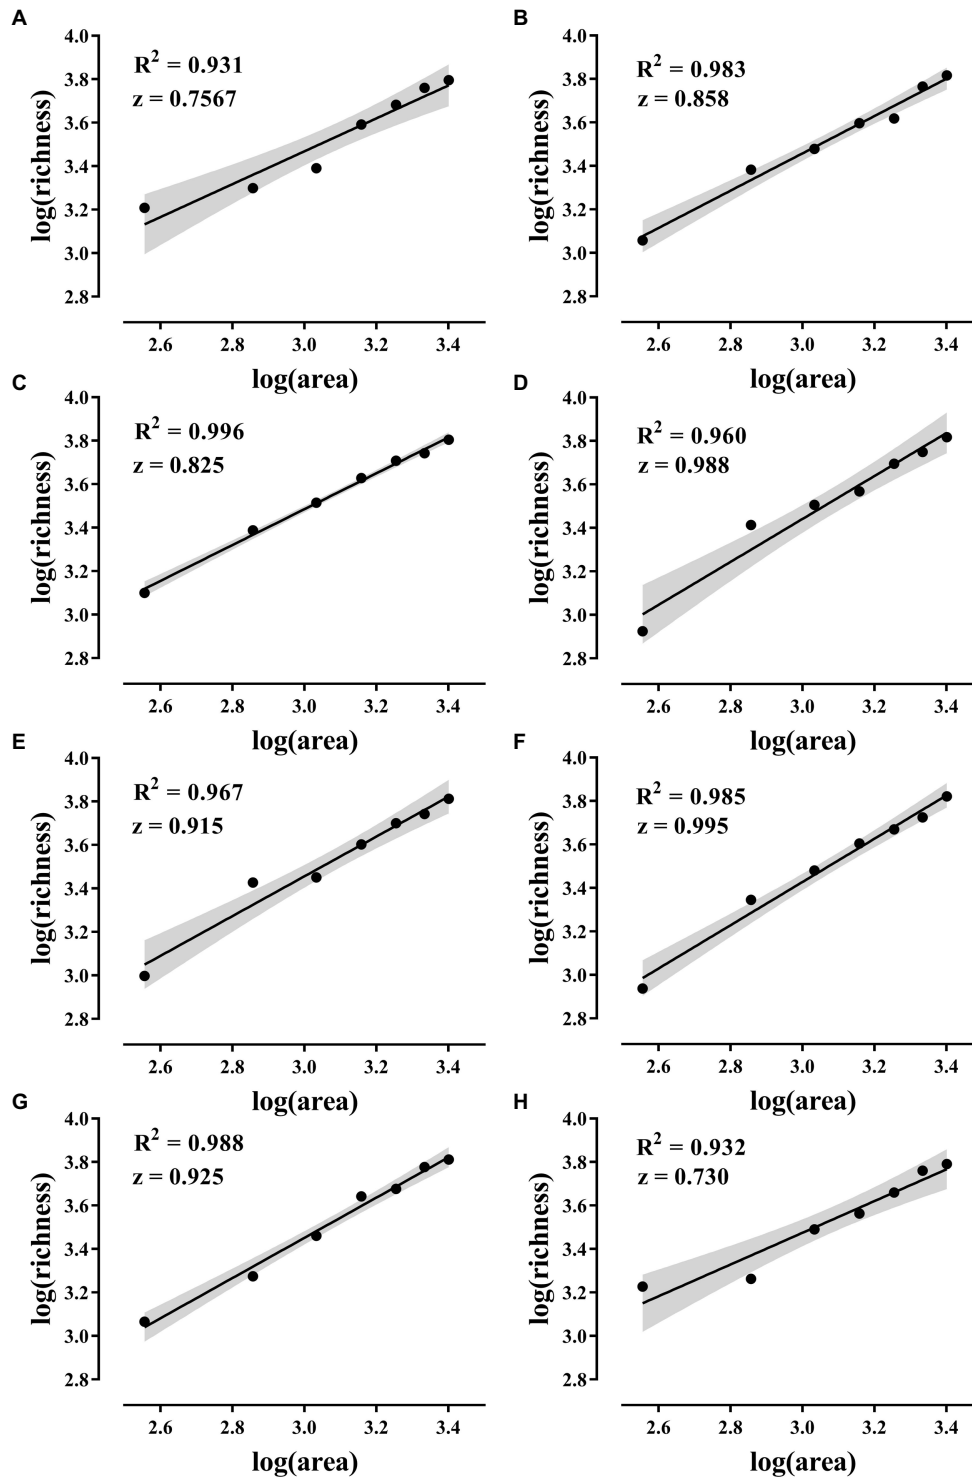 A
R² = 0.931
z = 0.7567
4.0
3.8
3.6
3.4
3.2
3.0
2.8
log(richness)
2.6 2.8 3.0 3.2 3.4
log(area)
B
R² = 0.983
z = 0.858
4.0
3.8
3.6
3.4
3.2
3.0
2.8
log(richness)
2.6 2.8 3.0 3.2 3.4
log(area)
C
R² = 0.996
z = 0.825
4.0
3.8
3.6
3.4
3.2
3.0
2.8
log(richness)
2.6 2.8 3.0 3.2 3.4
log(area)
D
R² = 0.960
z = 0.988
4.0
3.8
3.6
3.4
3.2
3.0
2.8
log(richness)
2.6 2.8 3.0 3.2 3.4
log(area)
E
R² = 0.967
z = 0.915
4.0
3.8
3.6
3.4
3.2
3.0
2.8
log(richness)
2.6 2.8 3.0 3.2 3.4
log(area)
F
R² = 0.985
z = 0.995
4.0
3.8
3.6
3.4
3.2
3.0
2.8
log(richness)
2.6 2.8 3.0 3.2 3.4
log(area)
G
R² = 0.988
z = 0.925
4.0
3.8
3.6
3.4
3.2
3.0
2.8
log(richness)
2.6 2.8 3.0 3.2 3.4
log(area)
H
R² = 0.932
z = 0.730
4.0
3.8
3.6
3.4
3.2
3.0
2.8
log(richness)
2.6 2.8 3.0 3.2 3.4
log(area)